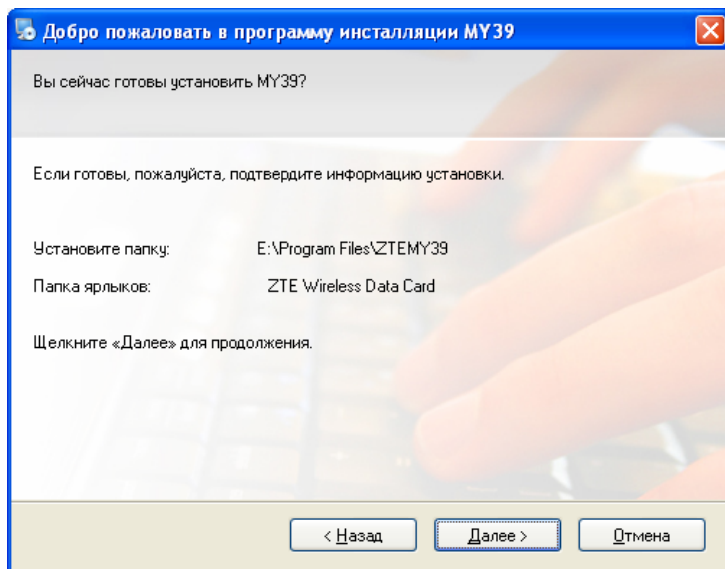 Добро пожаловать в программу инсталляции MY39
Вы сейчас готовы установить MY39?
Если готовы, пожалуйста, подтвердите информацию установки.
Установите папку: E:\Program Files\ZTEMY39
Папка ярлыков: ZTE Wireless Data Card
Щелкните «Далее» для продолжения.
< Назад Далее > Отмена